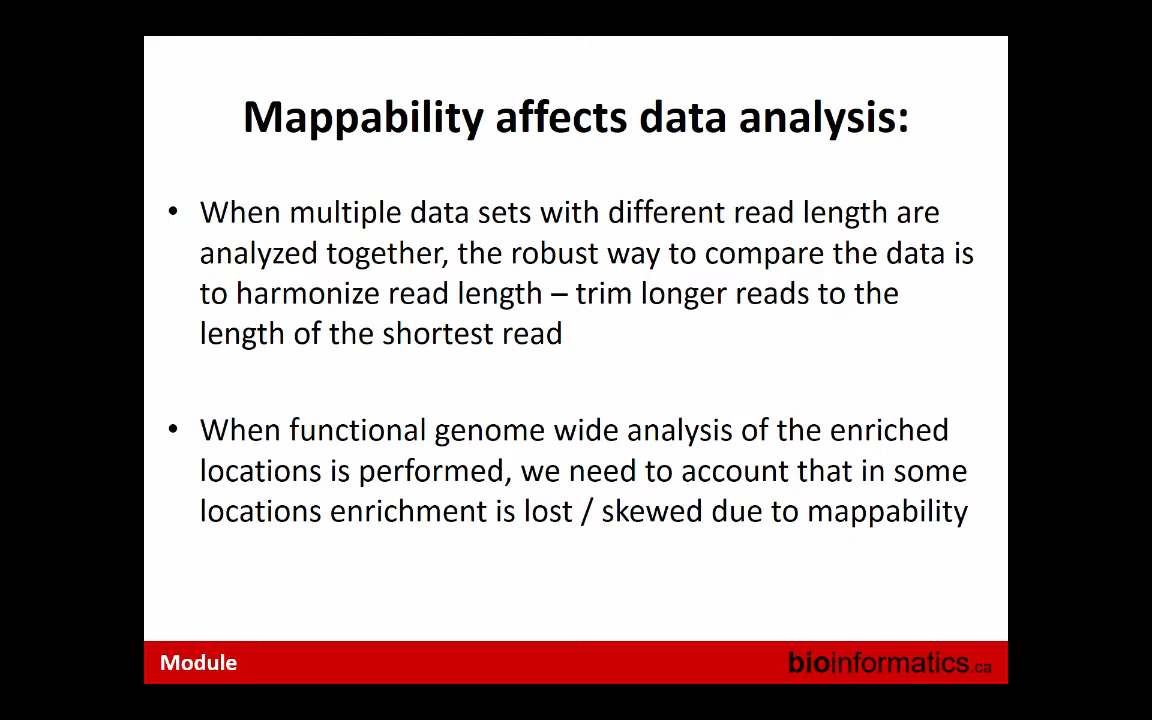 Mappability affects data analysis:
• When multiple data sets with different read length are
analyzed together, the robust way to compare the data is
to harmonize read length – trim longer reads to the
length of the shortest read
• When functional genome wide analysis of the enriched
locations is performed, we need to account that in some
locations enrichment is lost / skewed due to mappability
Module
bioinformatics.ca